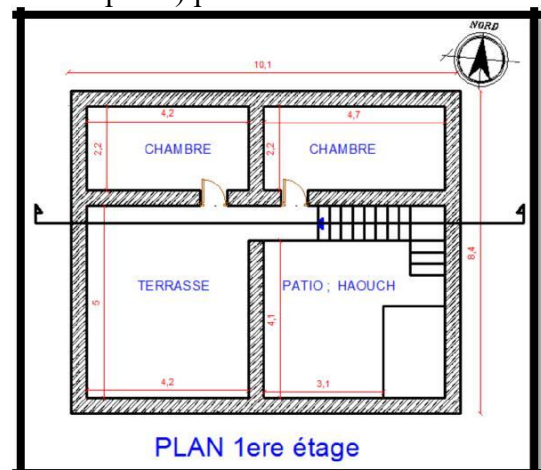 NORD
10,1
4,2
4,7
2,2
CHAMBRE
2,2
CHAMBRE
8,4
TERRASSE
PATIO ; HAOUCH
5
4,1
4,2
3,1
PLAN 1ere étage